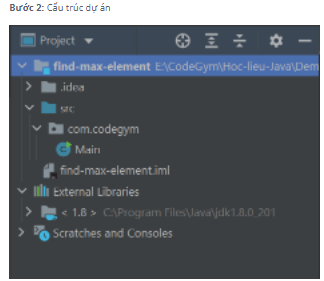 Bước 2: Cấu trúc dự án
Project
find-max-element E:\CodeGym\Hoc-lieu-Java\Dem
.idea
src
com.codegym
Main
find-max-element.iml
External Libraries
< 1.8 > C:\Program Files\Java\jdk1.8.0_201
Scratches and Consoles